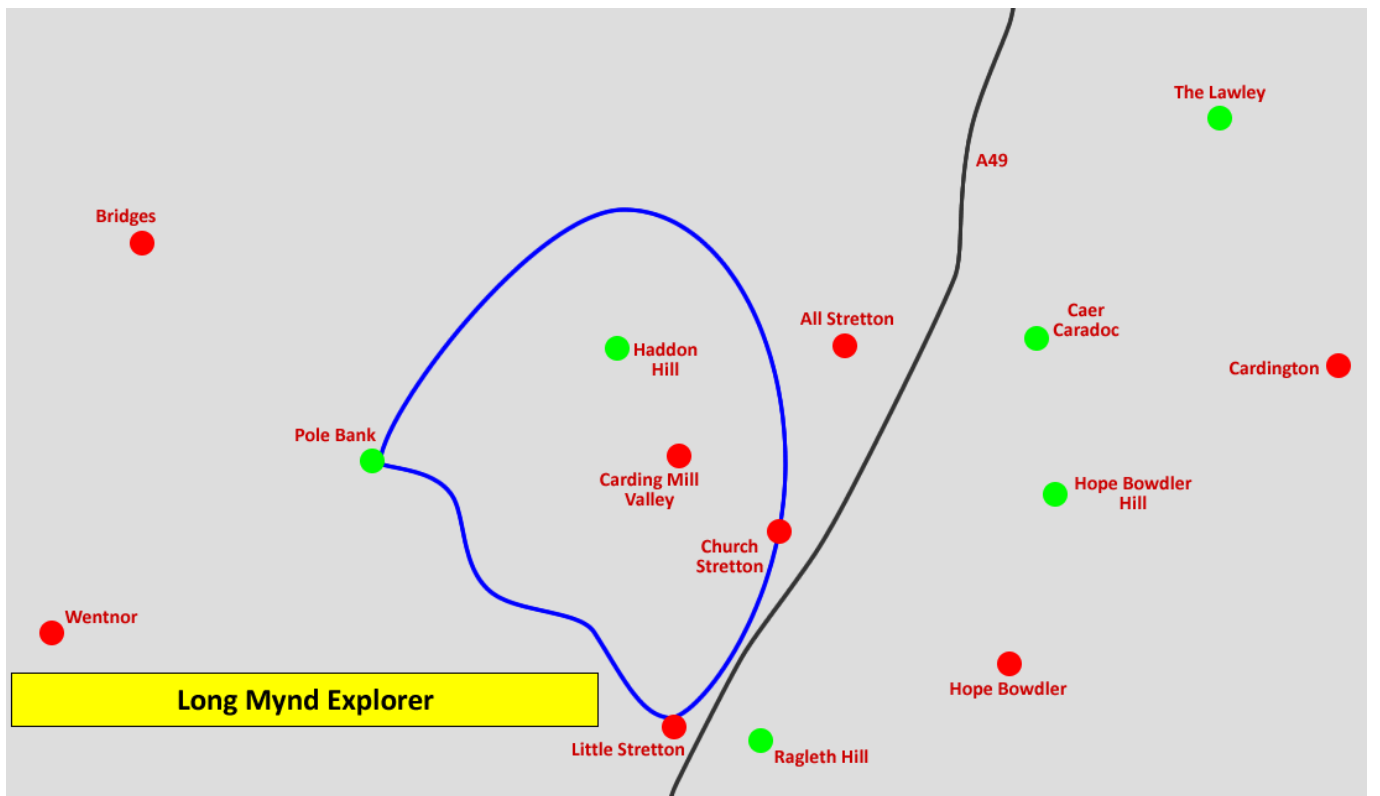 The Lawley
A49
Bridges
Caer
Caradoc
All Stretton
Haddon
Hill
Cardington
Pole Bank
Carding Mill
Valley
Hope Bowdler
Hill
Church
Stretton
Wentnor
Hope Bowdler
Long Mynd Explorer
Little Stretton
Ragleth Hill